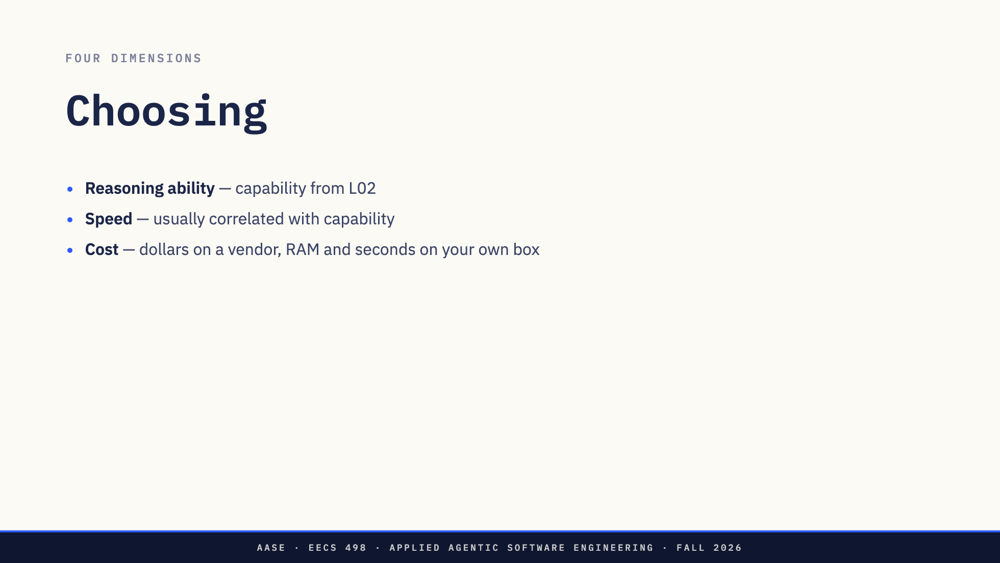 FOUR DIMENSIONS
Choosing
• Reasoning ability — capability from L02
• Speed — usually correlated with capability
• Cost — dollars on a vendor, RAM and seconds on your own box
AASE · EECS 498 · APPLIED AGENTIC SOFTWARE ENGINEERING · FALL 2026